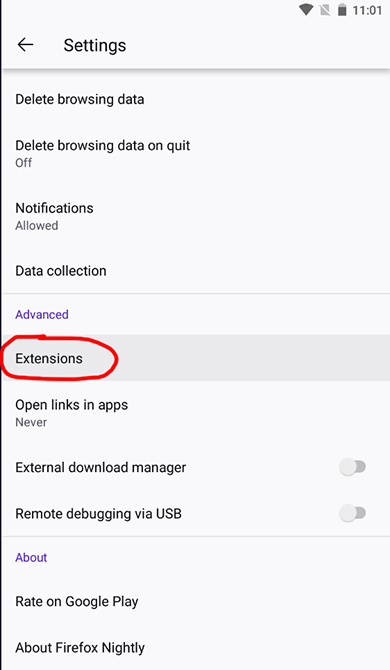 11:01
Settings
Delete browsing data
Delete browsing data on quit
Off
Notifications
Allowed
Data collection
Advanced
Extensions
Open links in apps
Never
External download manager
Remote debugging via USB
About
Rate on Google Play
About Firefox Nightly